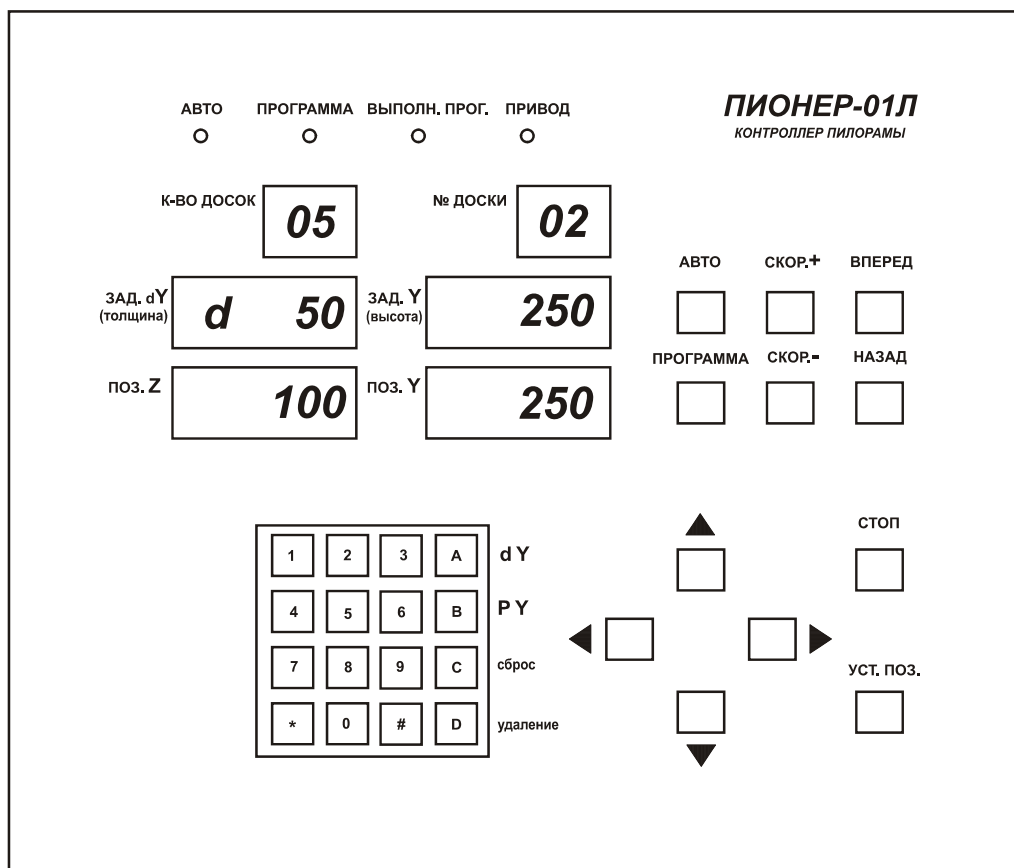 АВТО ПРОГРАММА ВЫПОЛН. ПРОГ. ПРИВОД
ПИОНЕР-01Л
КОНТРОЛЛЕР ПИЛОРАМЫ
К-ВО ДОСОК 05 № ДОСКИ 02
ЗАД. dY (толщина) d 50 ЗАД. Y (высота) 250
ПОЗ. Z 100 ПОЗ. Y 250
АВТО СКОР.+ ВПЕРЕД
ПРОГРАММА СКОР.- НАЗАД
1 2 3 A d Y
4 5 6 B P Y
7 8 9 C сброс
* 0 # D удаление
СТОП
УСТ. ПОЗ.